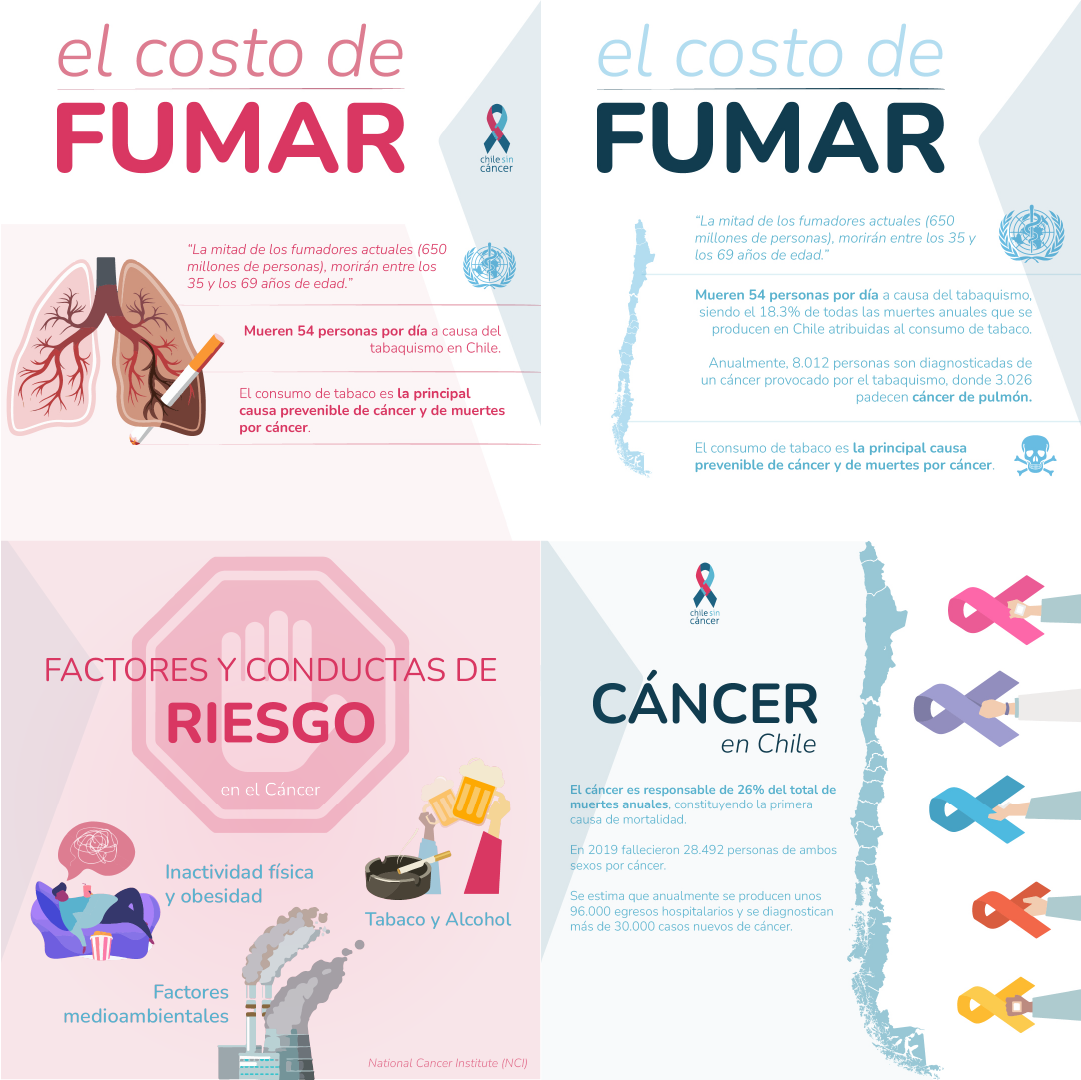 el costo de
FUMAR
chile sin
cáncer
“La mitad de los fumadores actuales (650
millones de personas), morirán entre los
35 y los 69 años de edad.”
Mueren 54 personas por día a causa del
tabaquismo en Chile.
El consumo de tabaco es la principal
causa prevenible de cáncer y de muertes
por cáncer.
el costo de
FUMAR
“La mitad de los fumadores actuales (650
millones de personas), morirán entre los 35 y
los 69 años de edad.”
Mueren 54 personas por día a causa del tabaquismo,
siendo el 18.3% de todas las muertes anuales que se
producen en Chile atribuidas al consumo de tabaco.
Anualmente, 8.012 personas son diagnosticadas de
un cáncer provocado por el tabaquismo, donde 3.026
padecen cáncer de pulmón.
El consumo de tabaco es la principal causa
prevenible de cáncer y de muertes por cáncer.
FACTORES Y CONDUCTAS DE
RIESGO
en el Cáncer
Inactividad física
y obesidad
Tabaco y Alcohol
Factores
medioambientales
National Cancer Institute (NCI)
chile sin
cáncer
CÁNCER
en Chile
El cáncer es responsable de 26% del total de
muertes anuales, constituyendo la primera
causa de mortalidad.
En 2019 fallecieron 28.492 personas de ambos
sexos por cáncer.
Se estima que anualmente se producen unos
96.000 egresos hospitalarios y se diagnostican
más de 30.000 casos nuevos de cáncer.